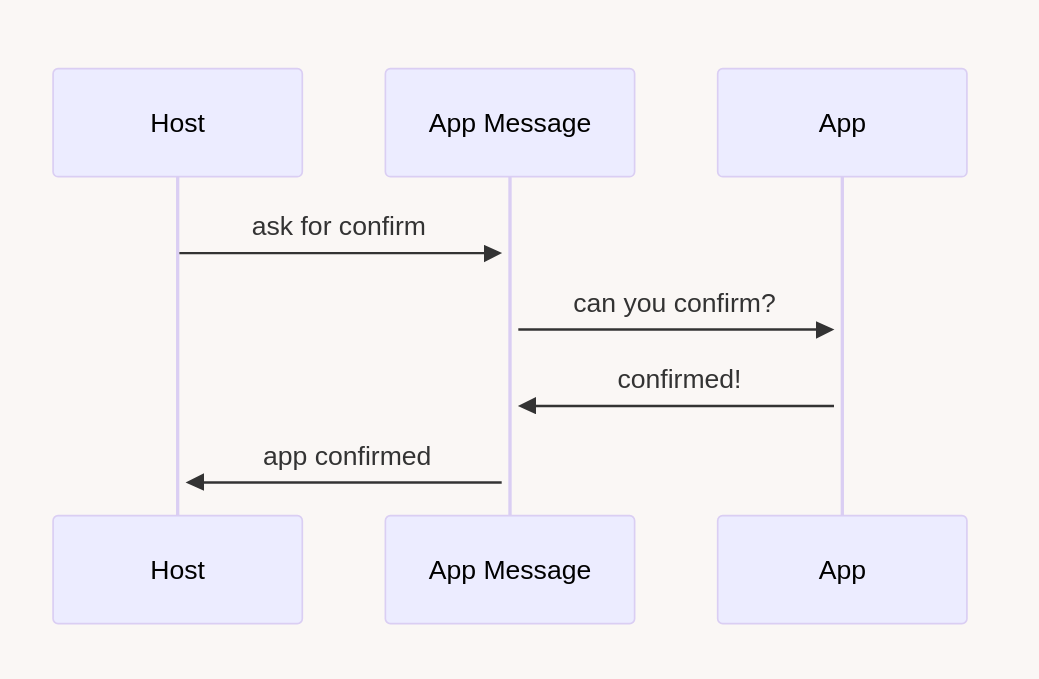 Host
App Message
App
ask for confirm
can you confirm?
confirmed!
app confirmed
Host
App Message
App